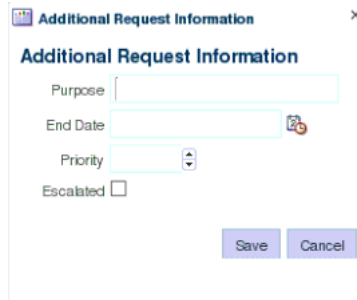 Additional Request Information
Additional Request Information
Purpose
End Date
Priority
Escalated
Save Cancel